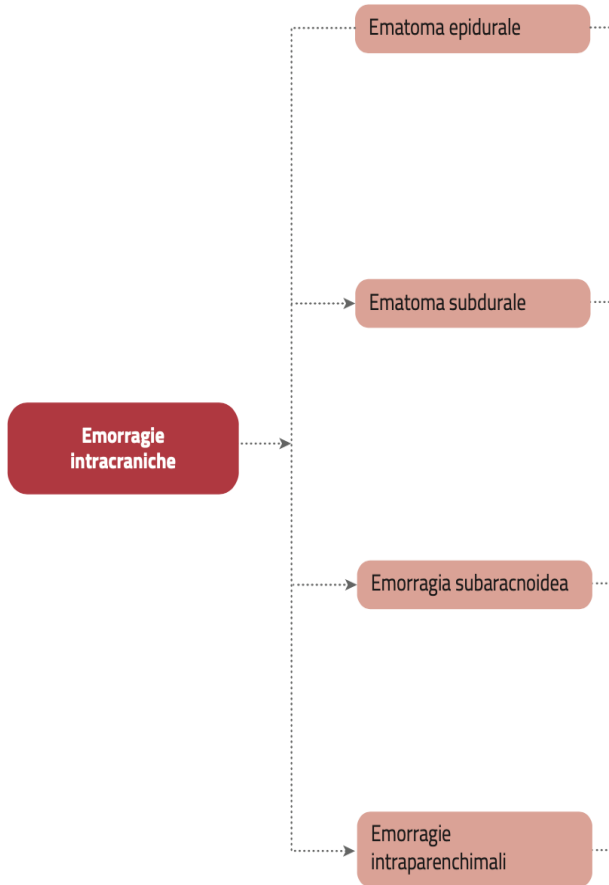 Ematoma epidurale
Ematoma subdurale
Emorragie
intracraniche
Emorragia subaracnoidea
Emorragie
intraparenchimali